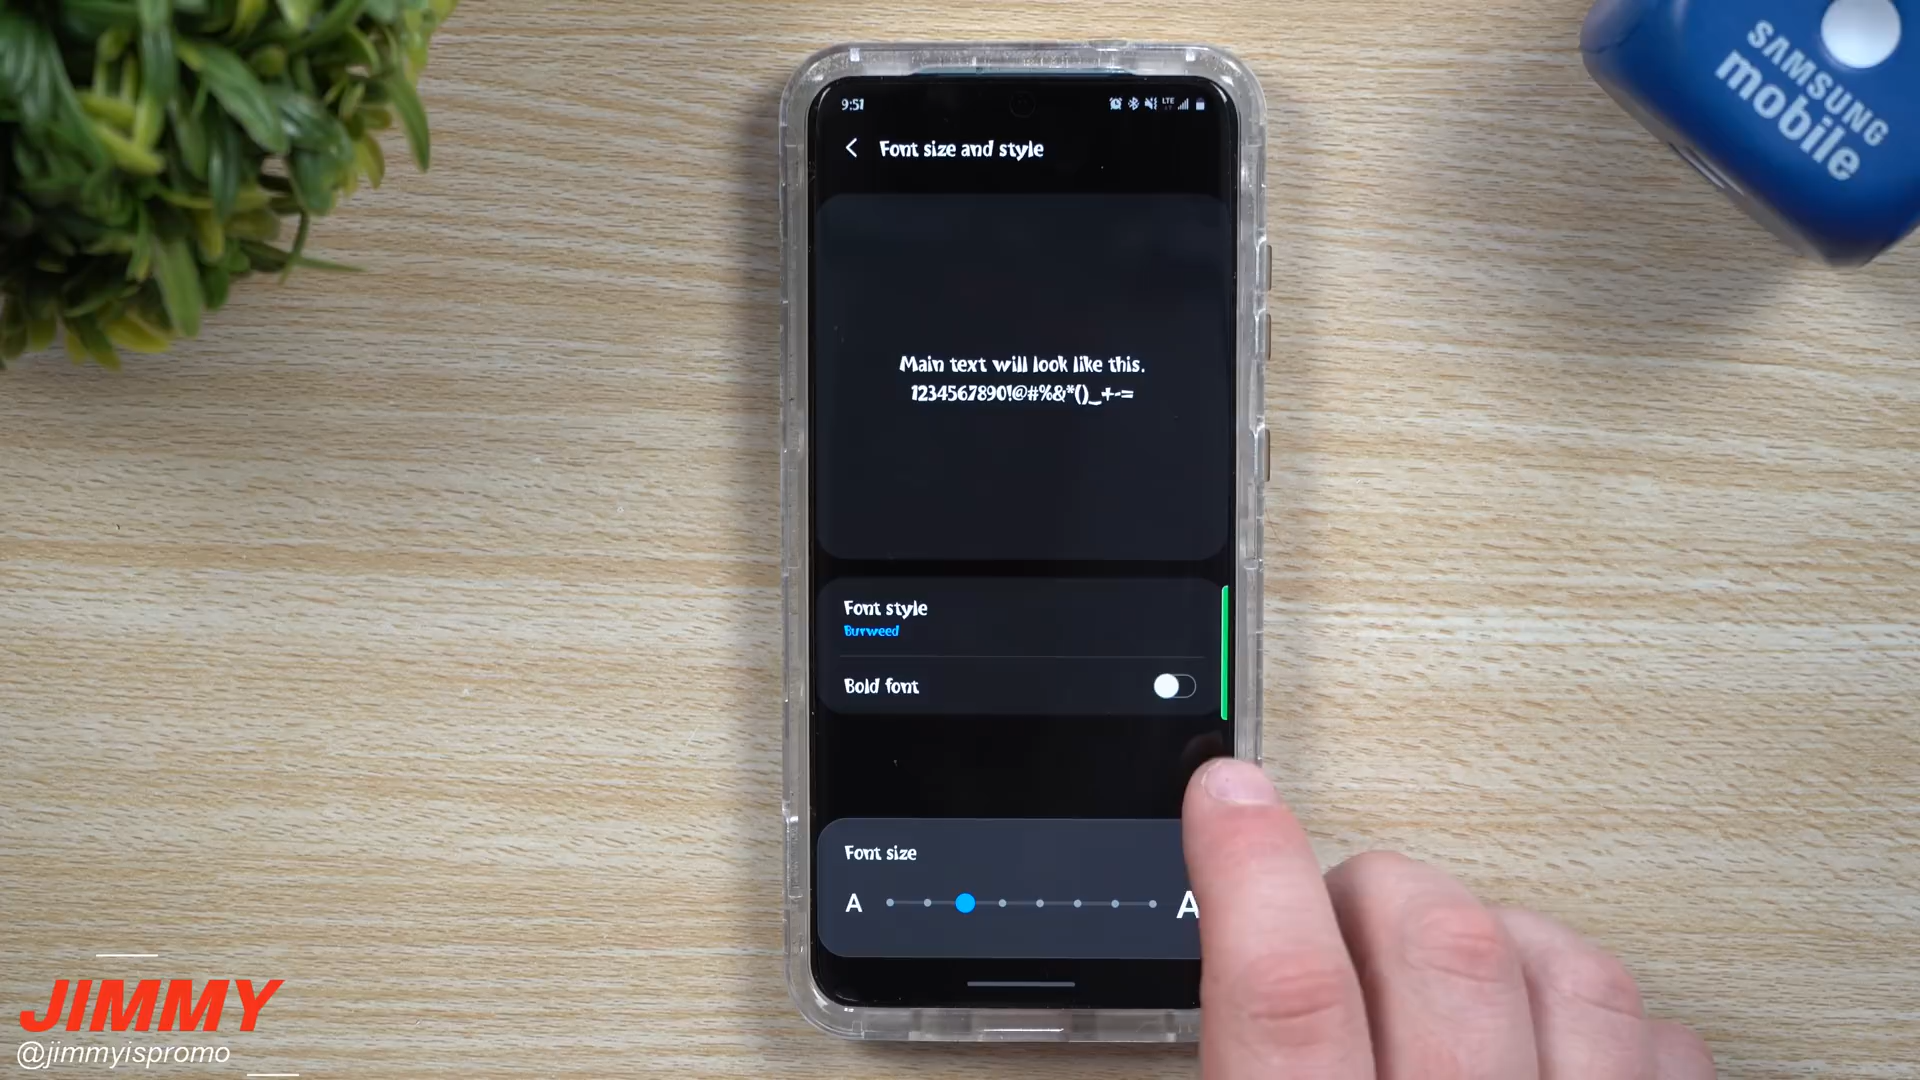 SAMSUNG
mobile
9:51
LTE
Font size and style
Main text will look like this.
1234567890!@#%&*()_+-=
Font style
Burweed
Bold font
Font size
A A
JIMMY
@jimmyispromo